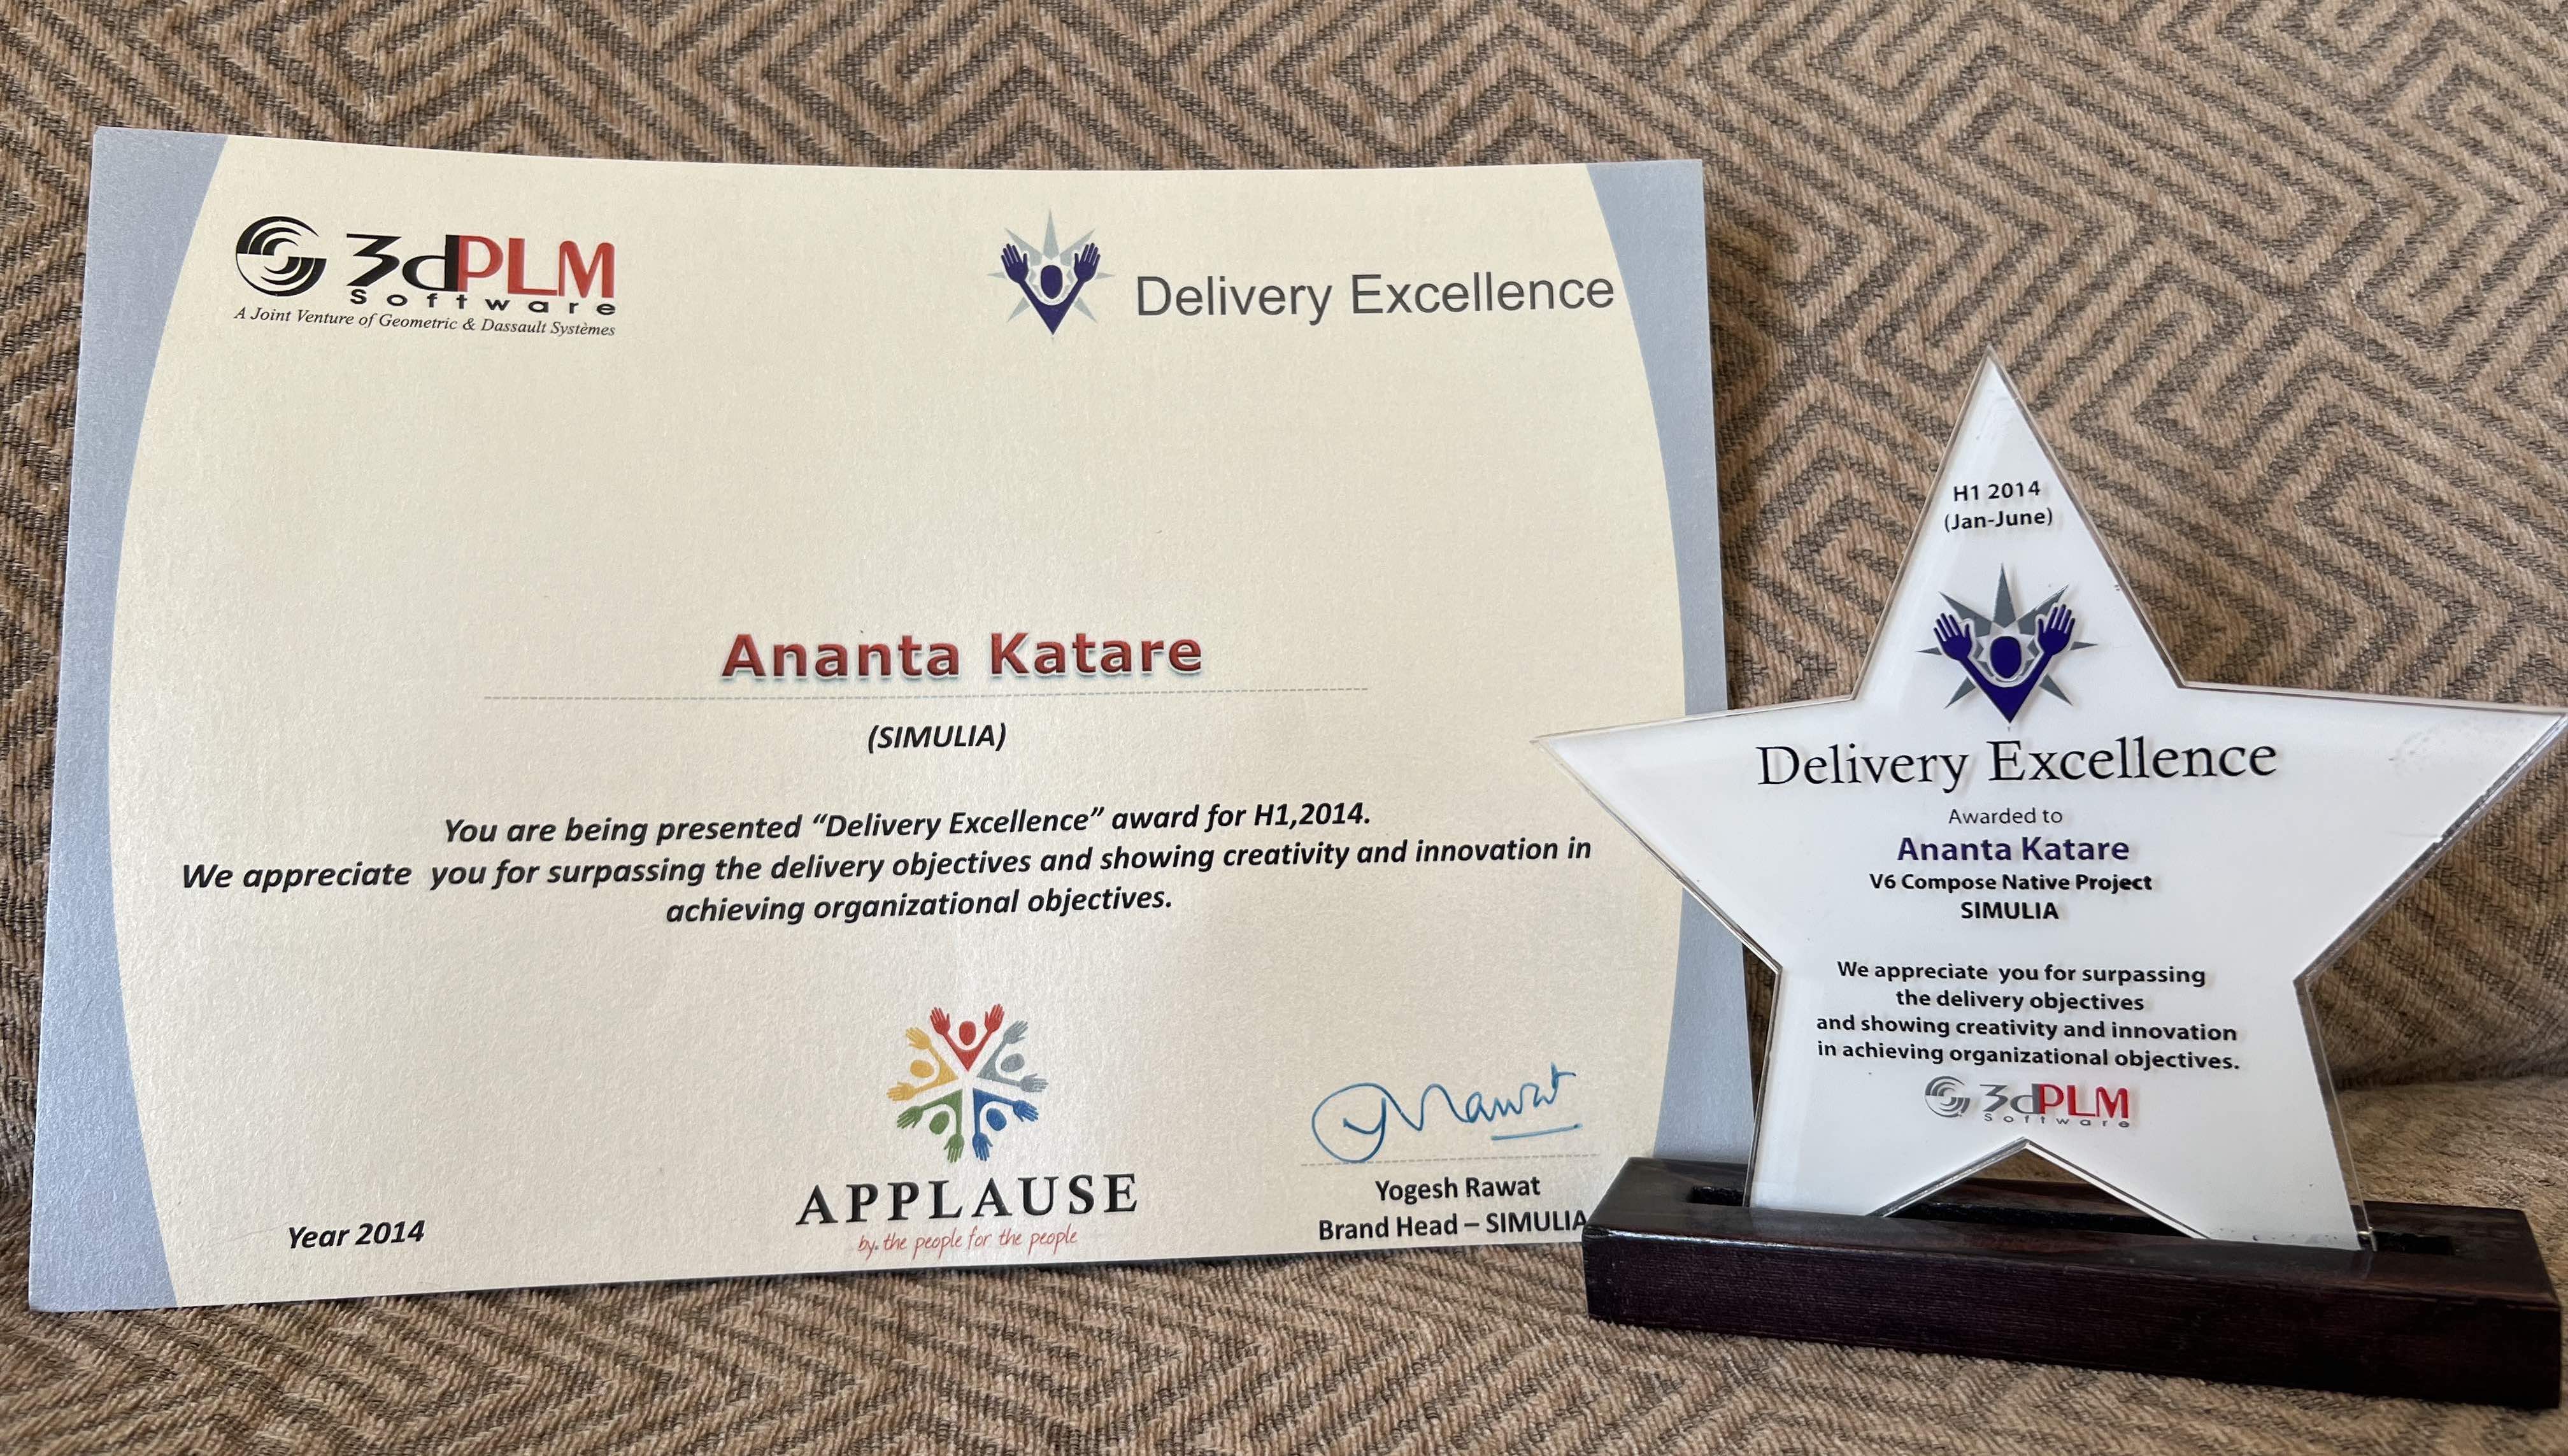 3dPLM
Software
A Joint Venture of Geometric & Dassault Systèmes
Delivery Excellence
Ananta Katare
(SIMULIA)
You are being presented “Delivery Excellence” award for H1,2014.
We appreciate you for surpassing the delivery objectives and showing creativity and innovation in
achieving organizational objectives.
APPLAUSE
by the people for the people
Year 2014
YRawat
Yogesh Rawat
Brand Head – SIMULIA
H1 2014
(Jan-June)
Delivery Excellence
Awarded to
Ananta Katare
V6 Compose Native Project
SIMULIA
We appreciate you for surpassing
the delivery objectives
and showing creativity and innovation
in achieving organizational objectives.
3dPLM
Software